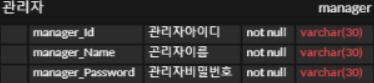 관리자 manager
manager_Id 관리자아이디 not null varchar(30)
manager_Name 관리자이름 not null varchar(30)
manager_Password 관리자비밀번호 not null varchar(30)